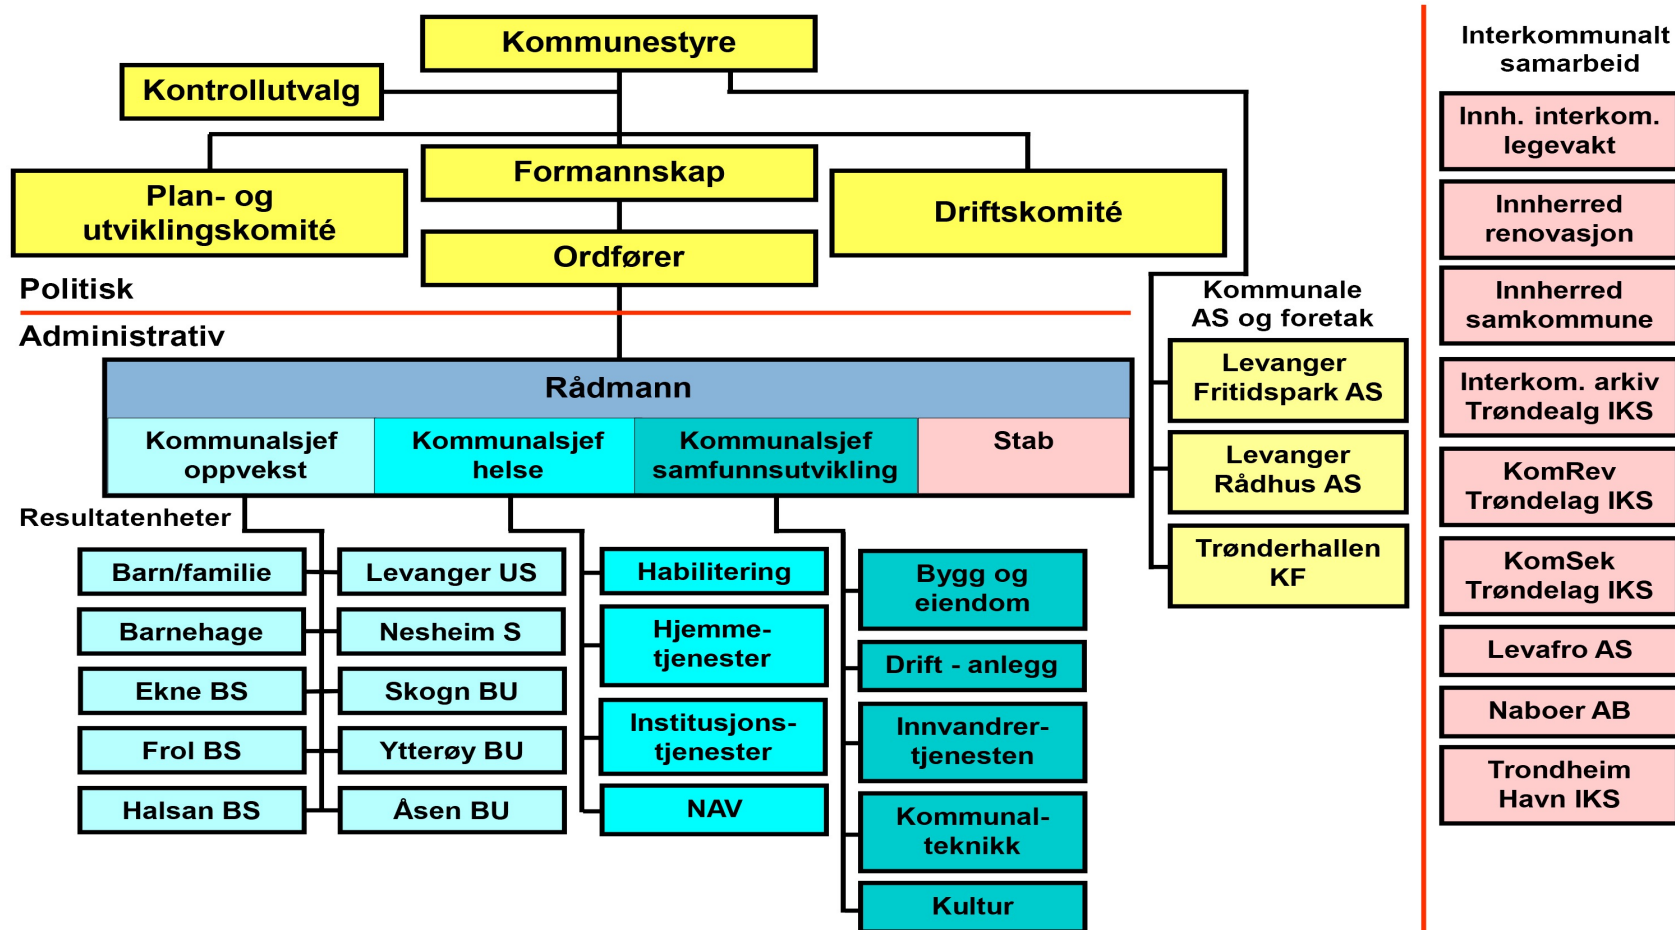 Kommunestyre
Kontrollutvalg
Formannskap
Plan- og
utviklingskomité
Driftskomité
Ordfører
Politisk
Administrativ
Rådmann
Kommunalsjef
oppvekst
Kommunalsjef
helse
Kommunalsjef
samfunnsutvikling
Stab
Resultatenheter
Barn/familie
Barnehage
Ekne BS
Frol BS
Halsan BS
Levanger US
Nesheim S
Skogn BU
Ytterøy BU
Åsen BU
Habilitering
Hjemme-
tjenester
Institusjons-
tjenester
NAV
Bygg og
eiendom
Drift - anlegg
Innvandrer-
tjenesten
Kommunal-
teknikk
Kultur
Kommunale
AS og foretak
Levanger
Fritidspark AS
Levanger
Rådhus AS
Trønderhallen
KF
Interkommunalt
samarbeid
Innh. interkom.
legevakt
Innherred
renovasjon
Innherred
samkommune
Interkom. arkiv
Trøndealg IKS
KomRev
Trøndelag IKS
KomSek
Trøndelag IKS
Levafro AS
Naboer AB
Trondheim
Havn IKS